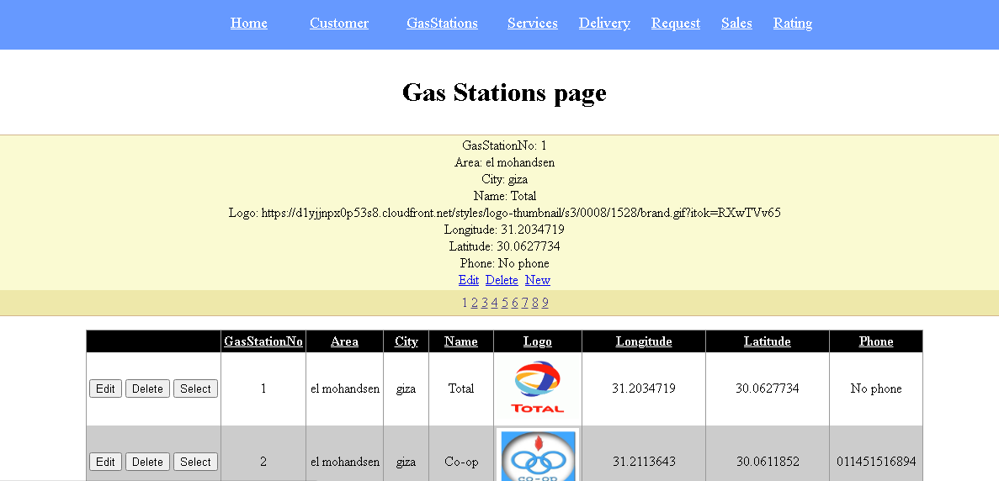 Home Customer GasStations Services Delivery Request Sales Rating
Gas Stations page
GasStationNo: 1
Area: el mohandsen
City: giza
Name: Total
Logo: https://d1yjjnpx0p53s8.cloudfront.net/styles/logo-thumbnail/s3/0008/1528/brand.gif?itok=RXwTVv65
Longitude: 31.2034719
Latitude: 30.0627734
Phone: No phone
Edit Delete New
1 2 3 4 5 6 7 8 9
GasStationNo Area City Name Logo Longitude Latitude Phone
Edit Delete Select 1 el mohandsen giza Total TOTAL 31.2034719 30.0627734 No phone
Edit Delete Select 2 el mohandsen giza Co-op CO-OP 31.2113643 30.0611852 011451516894